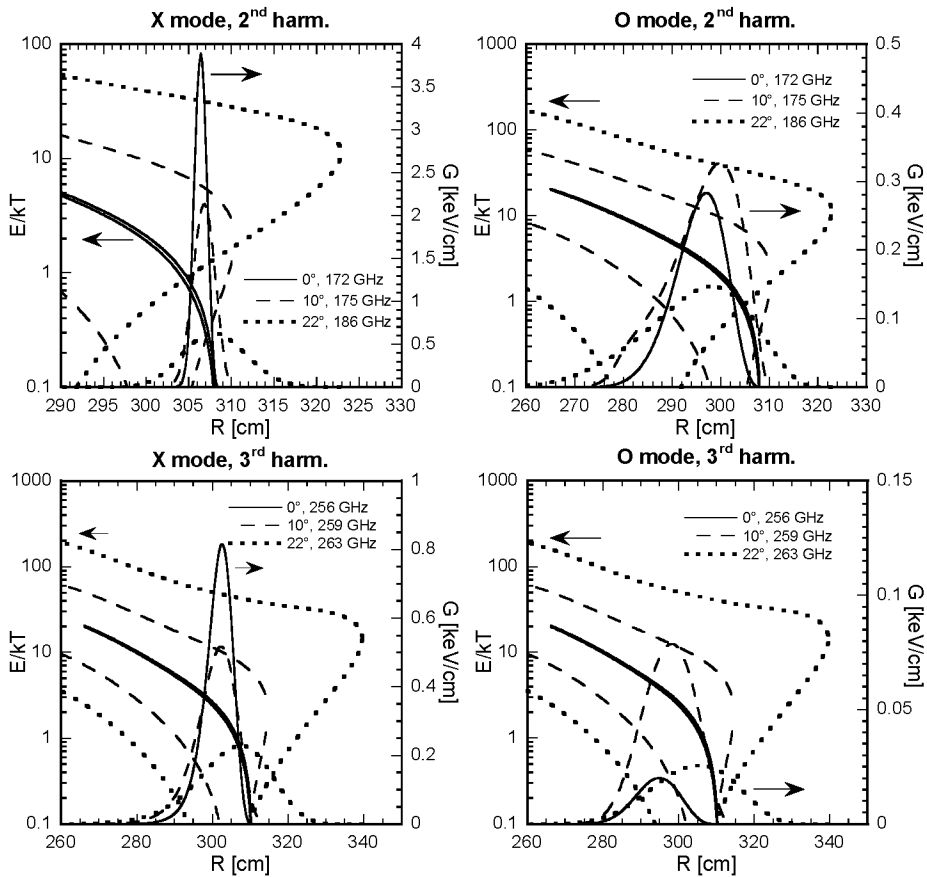 X mode, 2nd harm.
100
10
1
0.1
E/kT
4
3.5
3
2.5
2
1.5
1
0.5
0
G [keV/cm]
0°, 172 GHz
10°, 175 GHz
22°, 186 GHz
290 295 300 305 310 315 320 325 330
R [cm]
O mode, 2nd harm.
1000
100
10
1
0.1
E/kT
0.5
0.4
0.3
0.2
0.1
0
G [keV/cm]
0°, 172 GHz
10°, 175 GHz
22°, 186 GHz
260 270 280 290 300 310 320 330
R [cm]
X mode, 3rd harm.
1000
100
10
1
0.1
E/kT
1
0.8
0.6
0.4
0.2
0
G [keV/cm]
0°, 256 GHz
10°, 259 GHz
22°, 263 GHz
260 280 300 320 340
R [cm]
O mode, 3rd harm.
1000
100
10
1
0.1
E/kT
0.15
0.1
0.05
0
G [keV/cm]
0°, 256 GHz
10°, 259 GHz
22°, 263 GHz
260 280 300 320 340
R [cm]